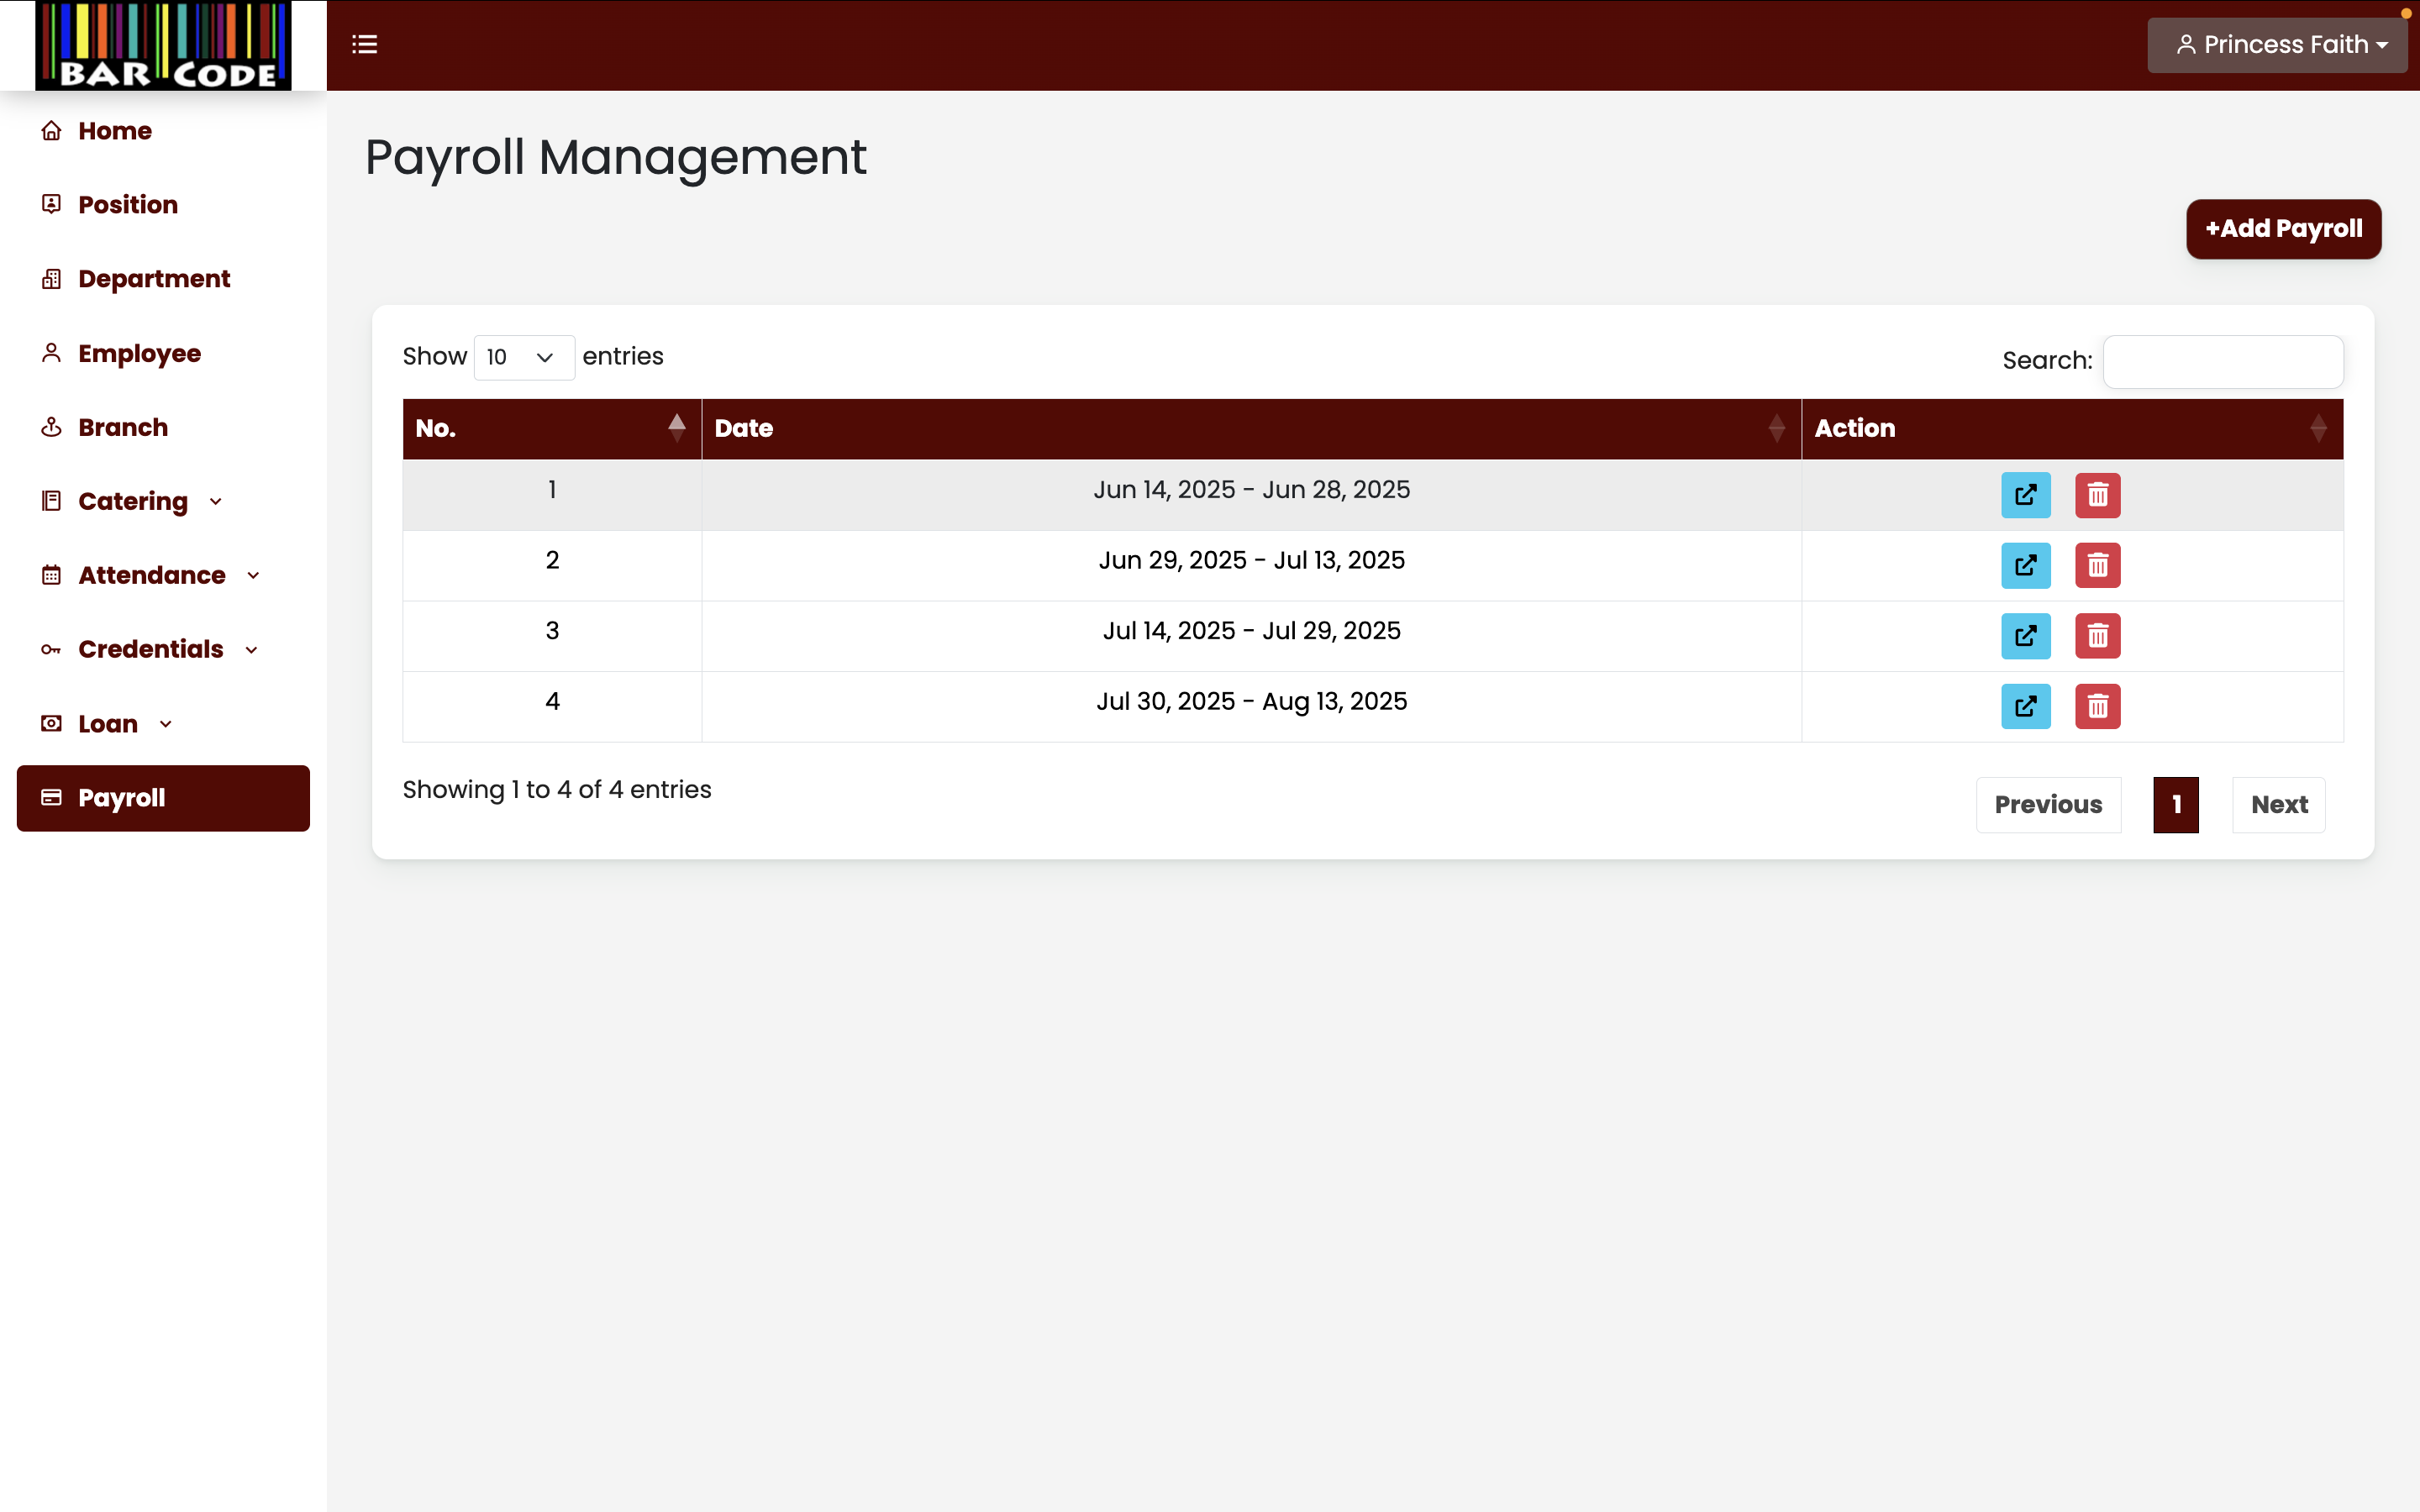 BAR CODE
Princess Faith
Home
Position
Department
Employee
Branch
Catering
Attendance
Credentials
Loan
Payroll
Payroll Management
+Add Payroll
Show 10 entries
Search:
No. Date Action
1 Jun 14, 2025 - Jun 28, 2025
2 Jun 29, 2025 - Jul 13, 2025
3 Jul 14, 2025 - Jul 29, 2025
4 Jul 30, 2025 - Aug 13, 2025
Showing 1 to 4 of 4 entries
Previous 1 Next